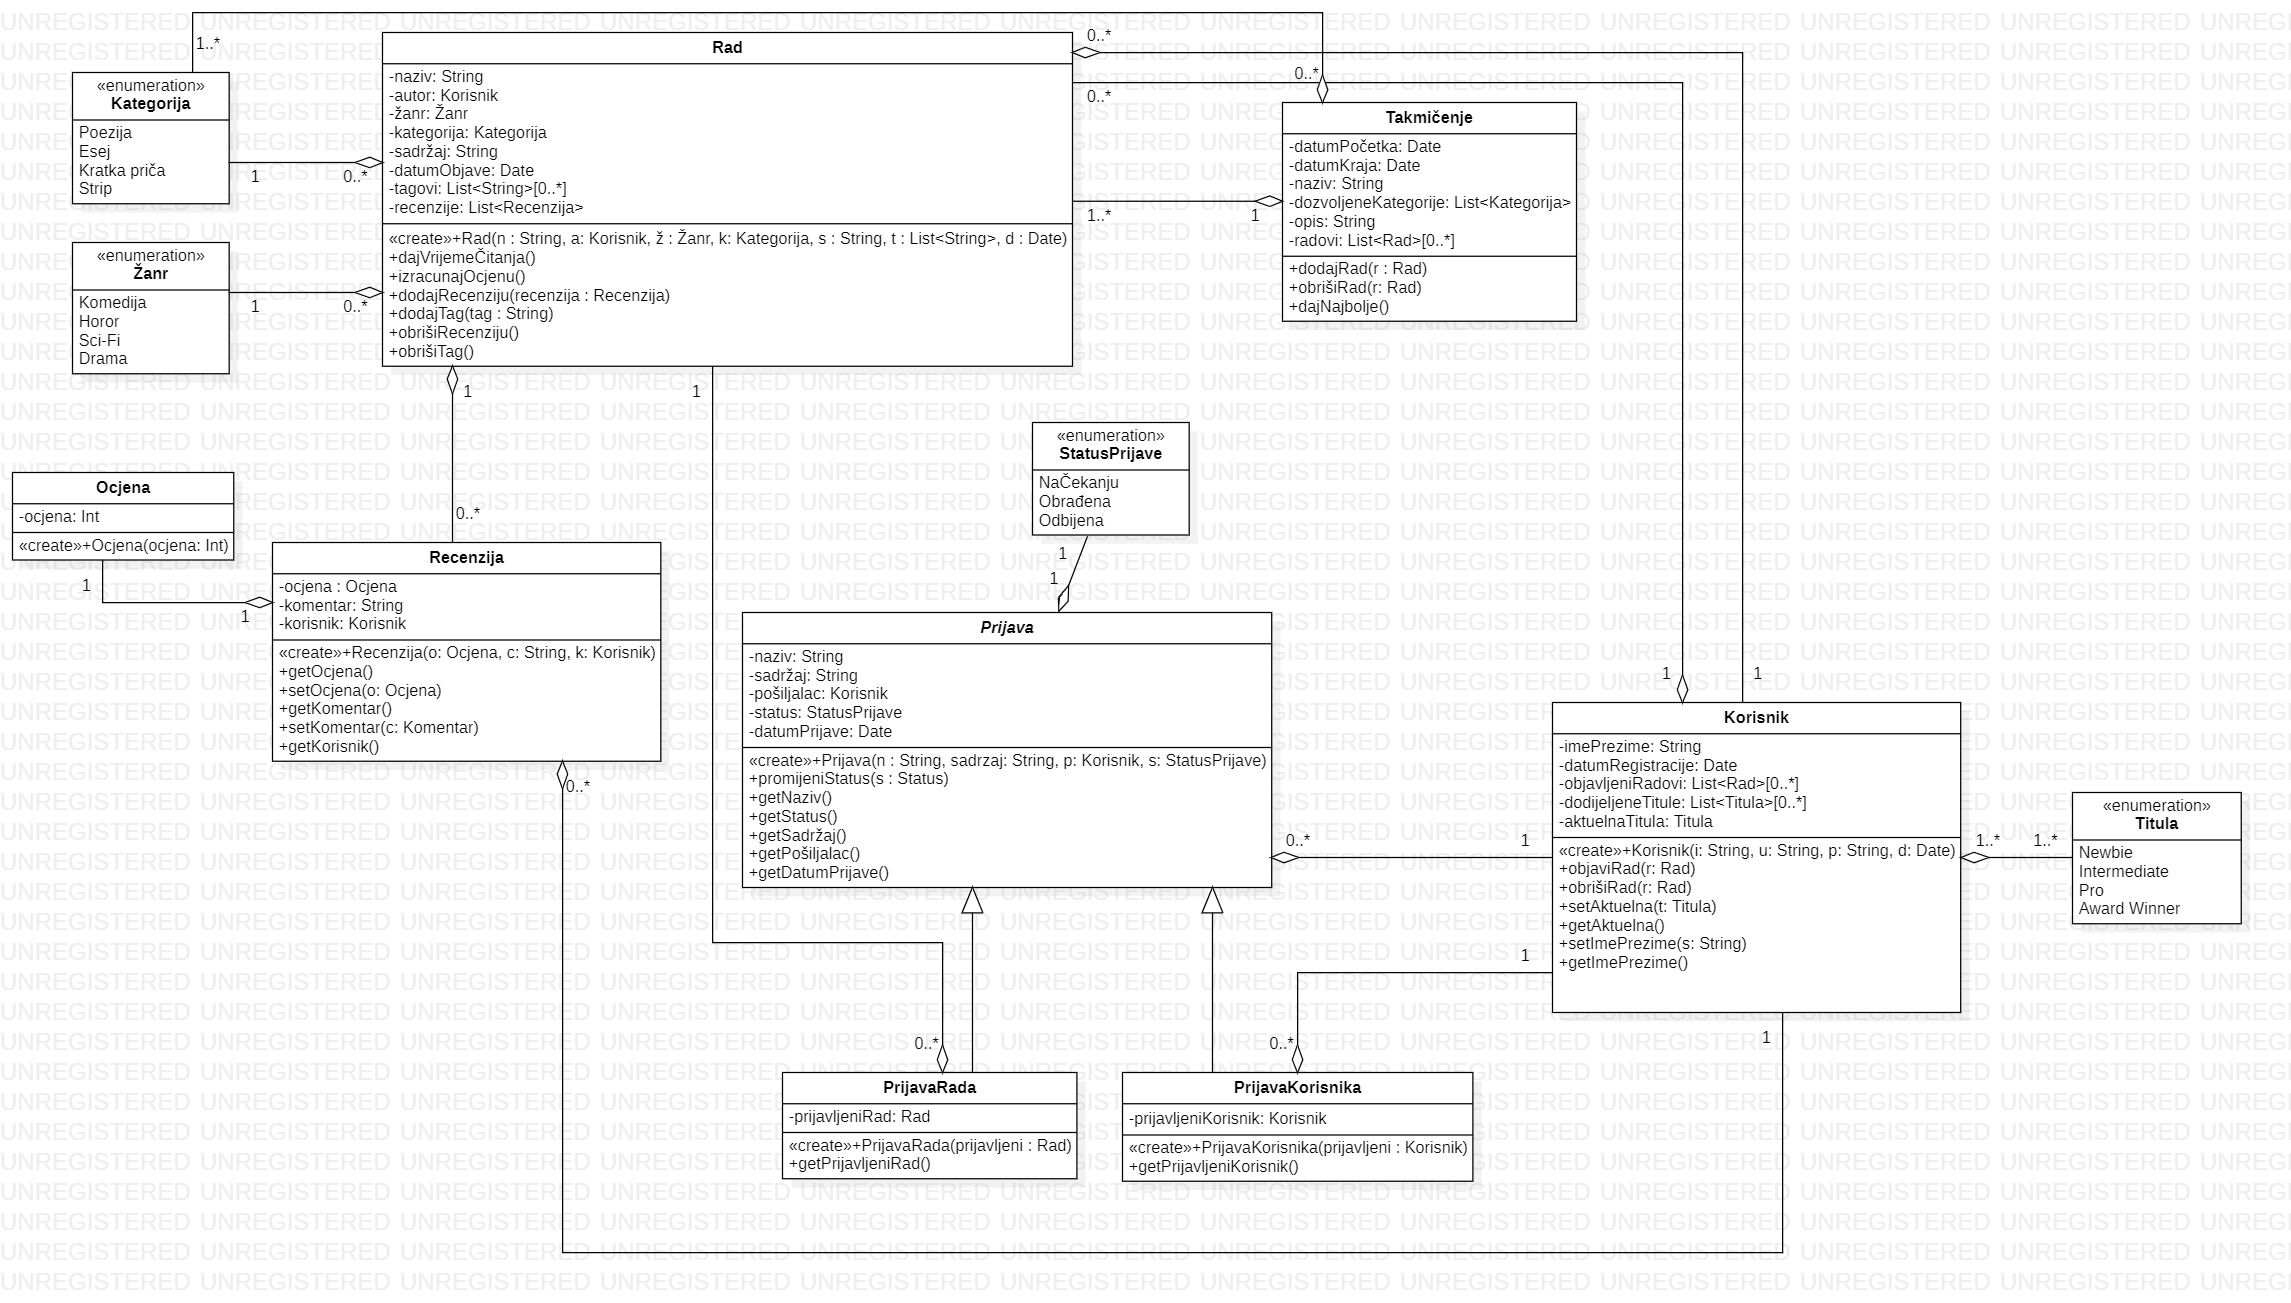 1..*
0..*
«enumeration»
Kategorija
Poezija
Esej
Kratka priča
Strip
1
0..*
«enumeration»
Žanr
Komedija
Horor
Sci-Fi
Drama
1
0..*
Rad
-naziv: String
-autor: Korisnik
-žanr: Žanr
-kategorija: Kategorija
-sadržaj: String
-datumObjave: Date
-tagovi: List<String>[0..*]
-recenzije: List<Recenzija>
«create»+Rad(n : String, a: Korisnik, ž : Žanr, k: Kategorija, s : String, t : List<String>, d : Date)
+dajVrijemeČitanja()
+izracunajOcjenu()
+dodajRecenziju(recenzija : Recenzija)
+dodajTag(tag : String)
+obrišiRecenziju()
+obrišiTag()
0..*
0..*
1..*
1
Takmičenje
-datumPočetka: Date
-datumKraja: Date
-naziv: String
-dozvoljeneKategorije: List<Kategorija>
-opis: String
-radovi: List<Rad>[0..*]
+dodajRad(r : Rad)
+obrišiRad(r: Rad)
+dajNajbolje()
1
1
0..*
Ocjena
-ocjena: Int
«create»+Ocjena(ocjena: Int)
1
1
Recenzija
-ocjena : Ocjena
-komentar: String
-korisnik: Korisnik
«create»+Recenzija(o: Ocjena, c: String, k: Korisnik)
+getOcjena()
+setOcjena(o: Ocjena)
+getKomentar()
+setKomentar(c: Komentar)
+getKorisnik()
0..*
«enumeration»
StatusPrijave
NaČekanju
Obrađena
Odbijena
1
1
Prijava
-naziv: String
-sadržaj: String
-pošiljalac: Korisnik
-status: StatusPrijave
-datumPrijave: Date
«create»+Prijava(n : String, sadrzaj: String, p: Korisnik, s: StatusPrijave)
+promijeniStatus(s : Status)
+getNaziv()
+getStatus()
+getSadržaj()
+getPošiljalac()
+getDatumPrijave()
0..*
1
1
1
Korisnik
-imePrezime: String
-datumRegistracije: Date
-objavljeniRadovi: List<Rad>[0..*]
-dodijeljeneTitule: List<Titula>[0..*]
-aktuelnaTitula: Titula
«create»+Korisnik(i: String, u: String, p: String, d: Date)
+objaviRad(r: Rad)
+obrišiRad(r: Rad)
+setAktuelna(t: Titula)
+getAktuelna()
+setImePrezime(s: String)
+getImePrezime()
1..*
1..*
«enumeration»
Titula
Newbie
Intermediate
Pro
Award Winner
1
1
0..*
PrijavaRada
-prijavljeniRad: Rad
«create»+PrijavaRada(prijavljeni : Rad)
+getPrijavljeniRad()
0..*
PrijavaKorisnika
-prijavljeniKorisnik: Korisnik
«create»+PrijavaKorisnika(prijavljeni : Korisnik)
+getPrijavljeniKorisnik()
UNREGISTERED